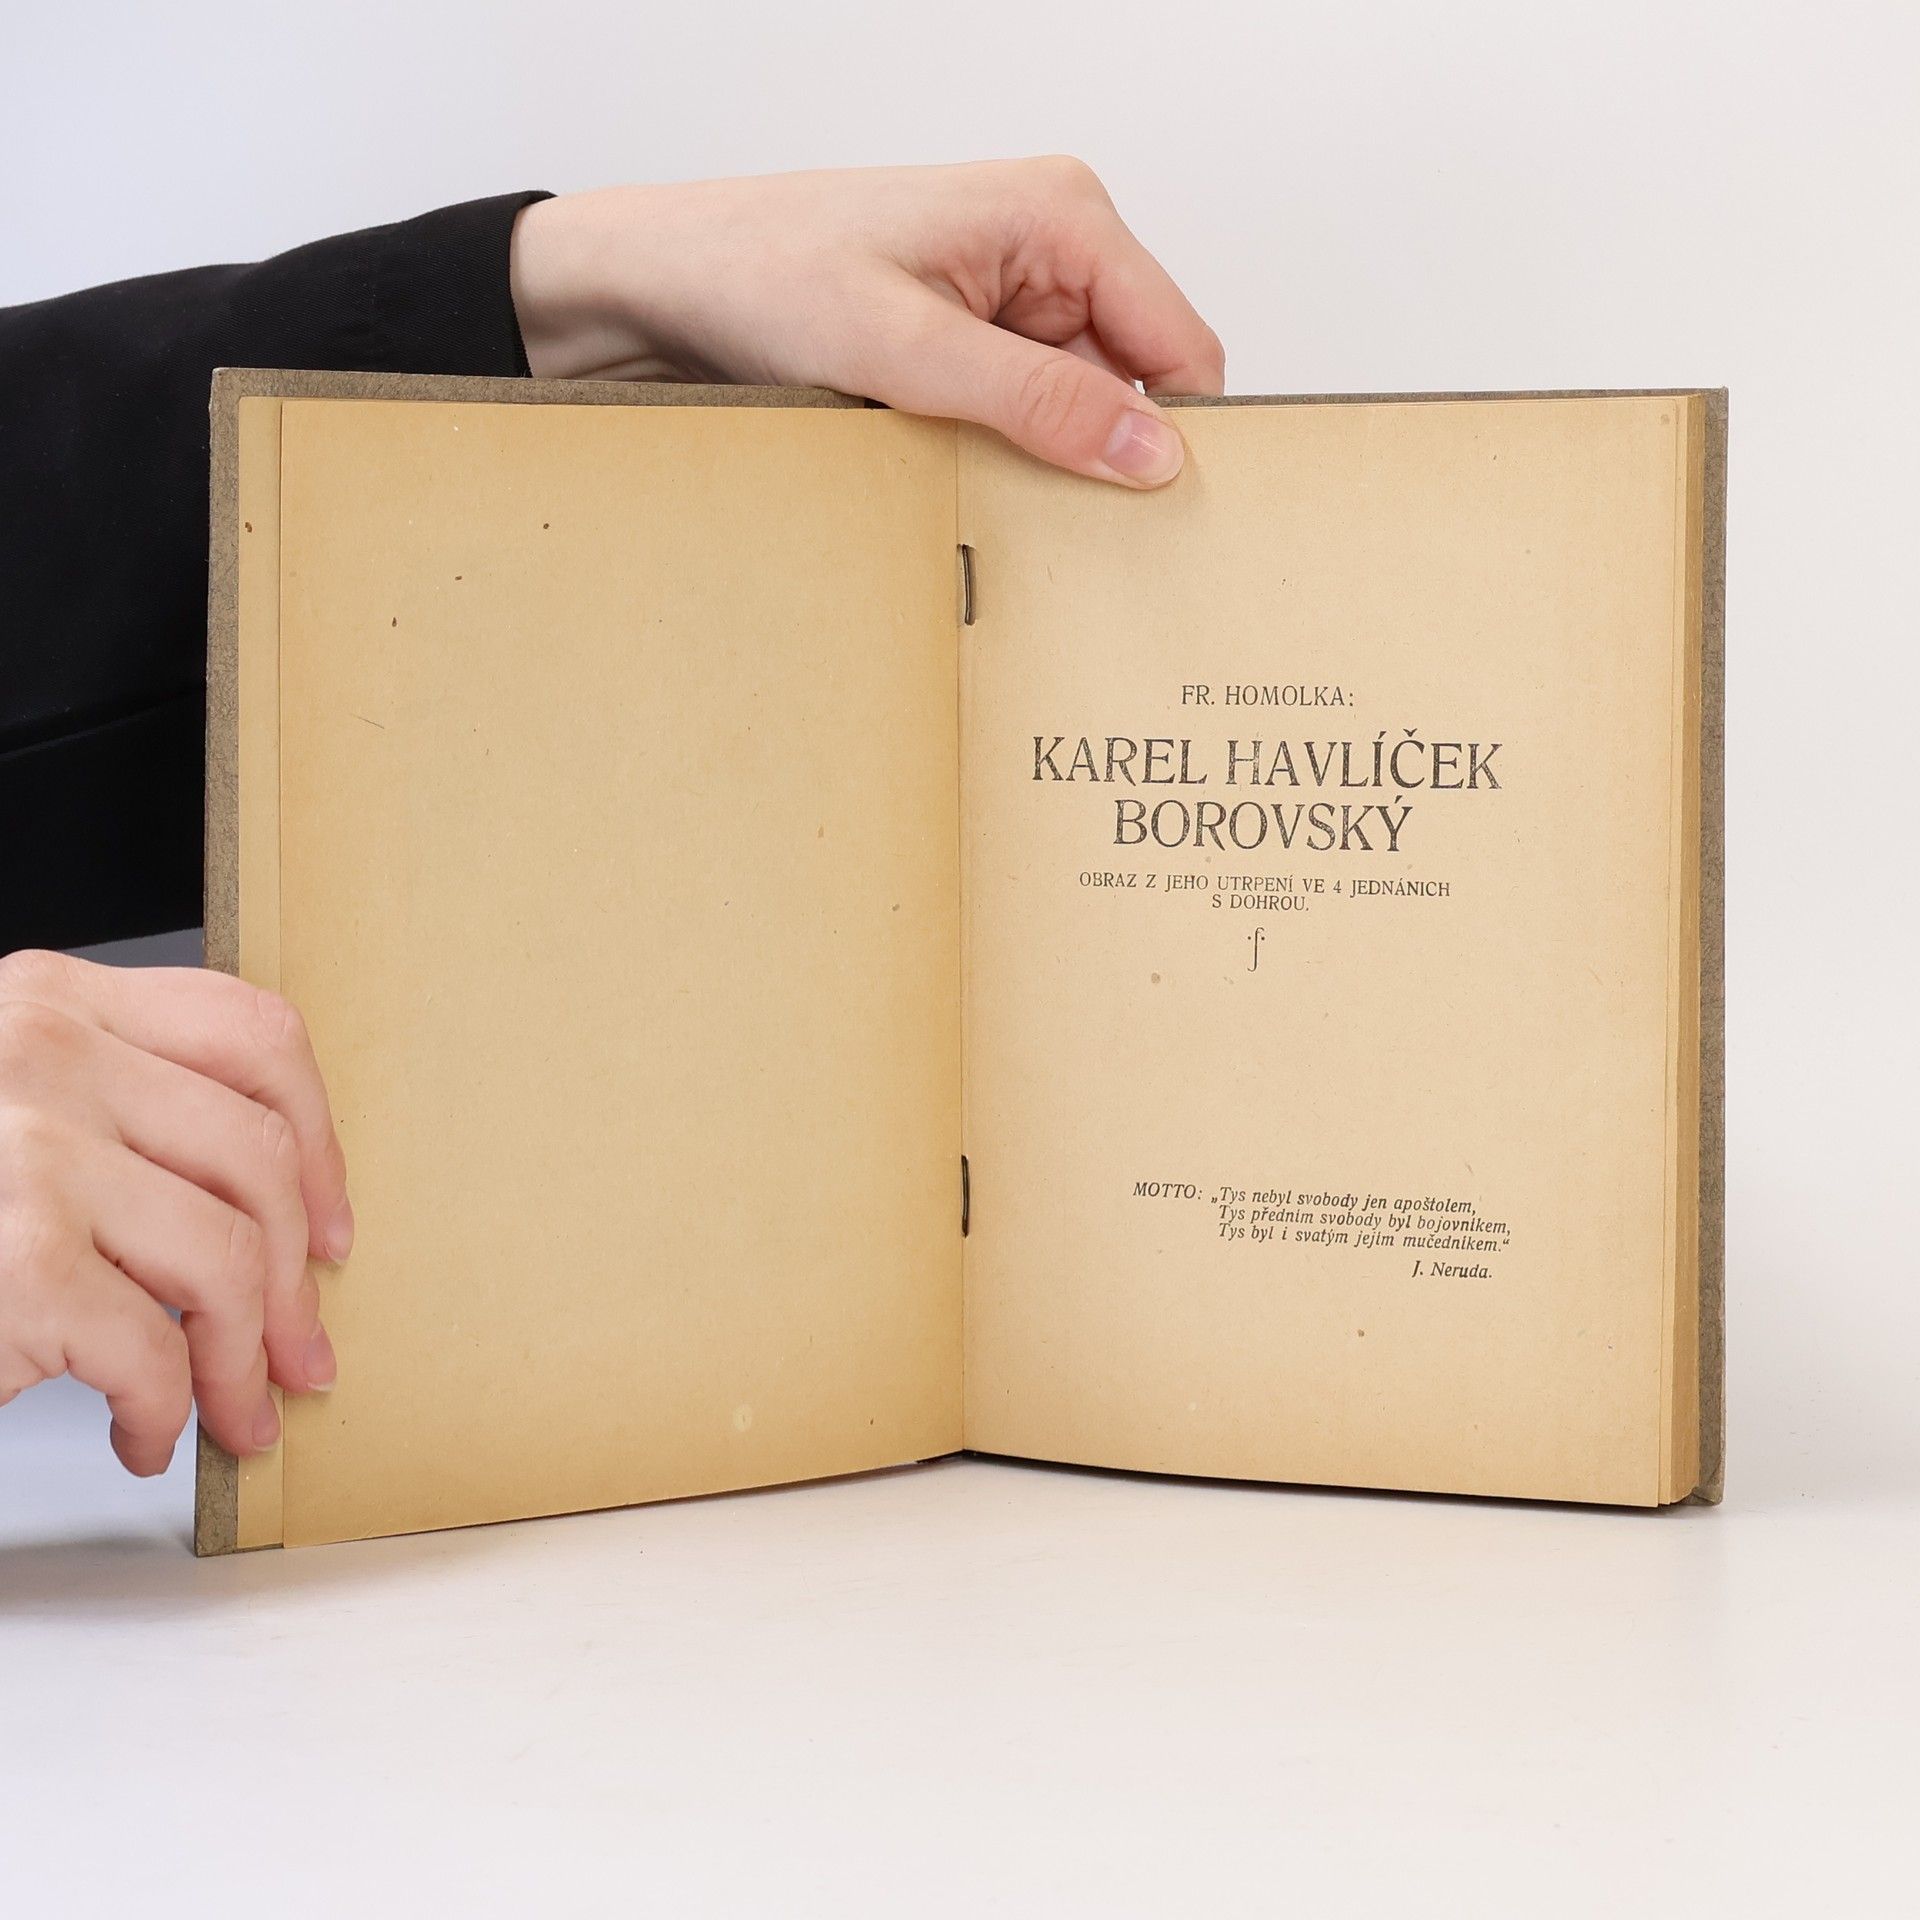 FR. HOMOLKA:
KAREL HAVLÍČEK
BOROVSKÝ
OBRAZ Z JEHO UTRPENÍ VE 4 JEDNÁNICH
S DOHROU.
MOTTO: „Tys nebyl svobody jen apoštolem,
Tys předním svobody byl bojovníkem,
Tys byl i svatým jejím mučedníkem.“
J. Neruda.